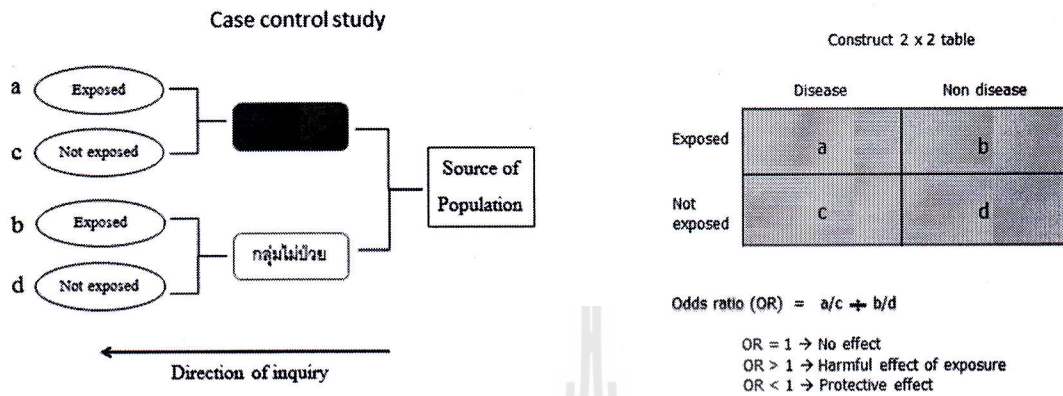 Case control study
a Exposed
c Not exposed
b Exposed
d Not exposed
กลุ่มไม่ป่วย
Source of
Population
Direction of inquiry
Construct 2 x 2 table
Disease Non disease
Exposed a b
Not
exposed c d
Odds ratio (OR) = a/c ÷ b/d
OR = 1 → No effect
OR > 1 → Harmful effect of exposure
OR < 1 → Protective effect